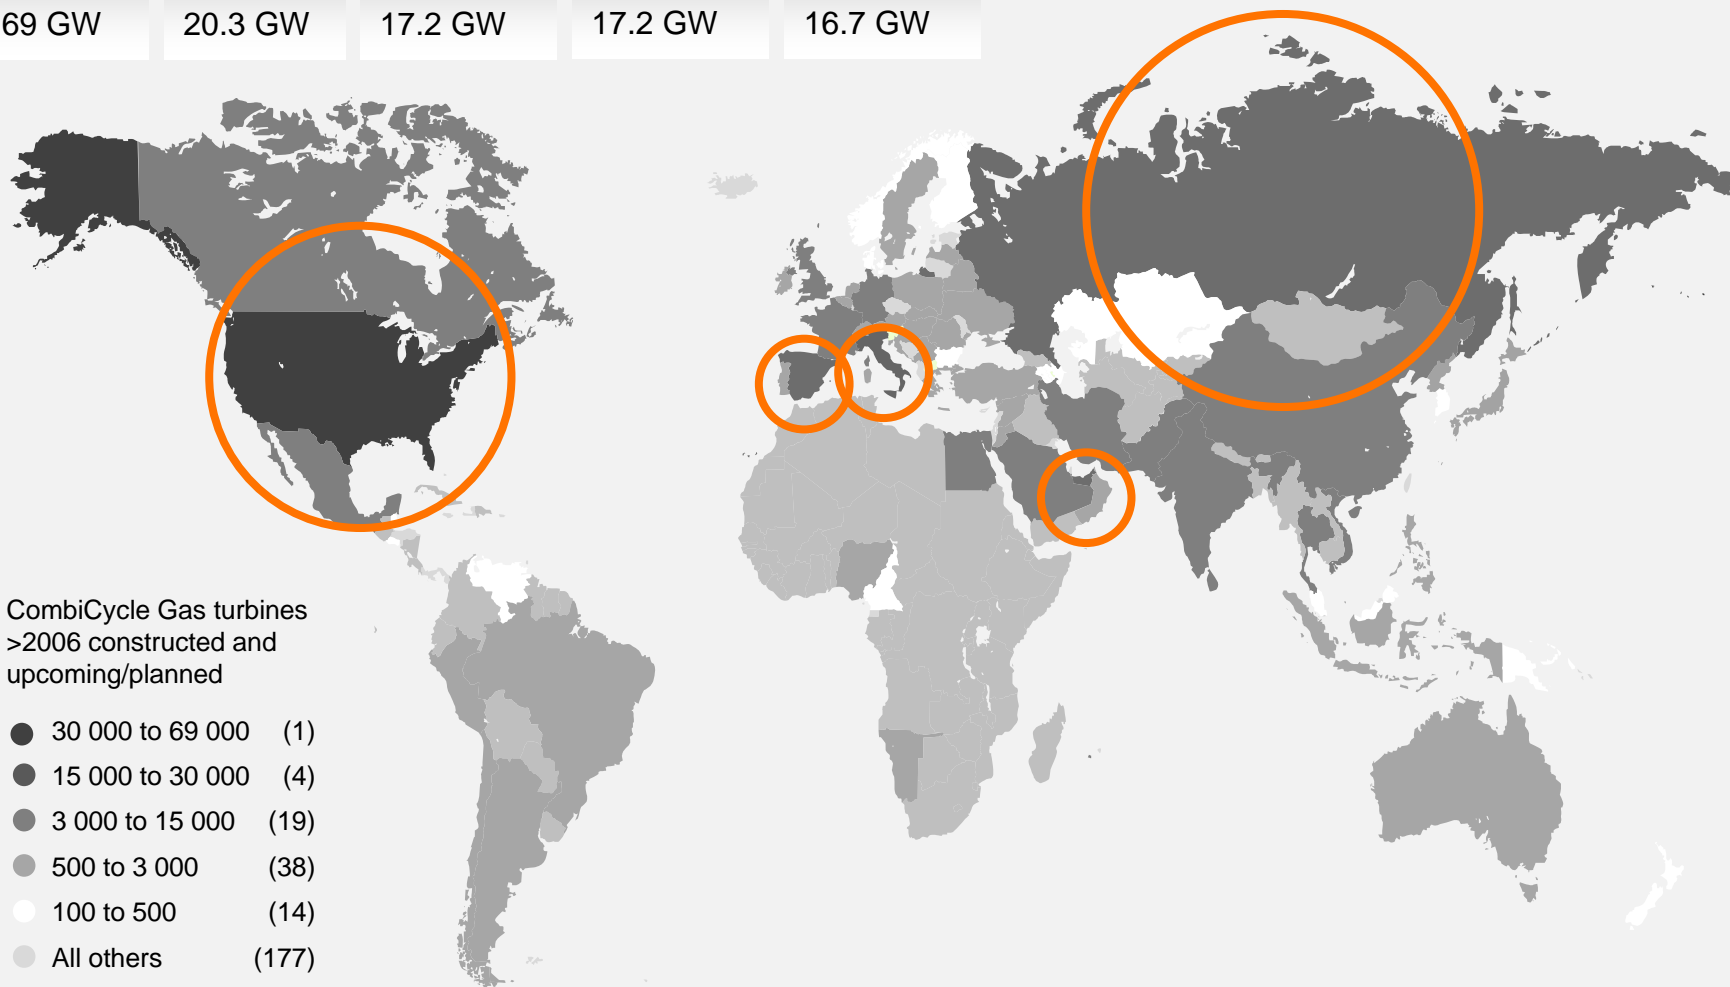 69 GW 20.3 GW 17.2 GW 17.2 GW 16.7 GW
CombiCycle Gas turbines
>2006 constructed and
upcoming/planned
30 000 to 69 000 (1)
15 000 to 30 000 (4)
3 000 to 15 000 (19)
500 to 3 000 (38)
100 to 500 (14)
All others (177)